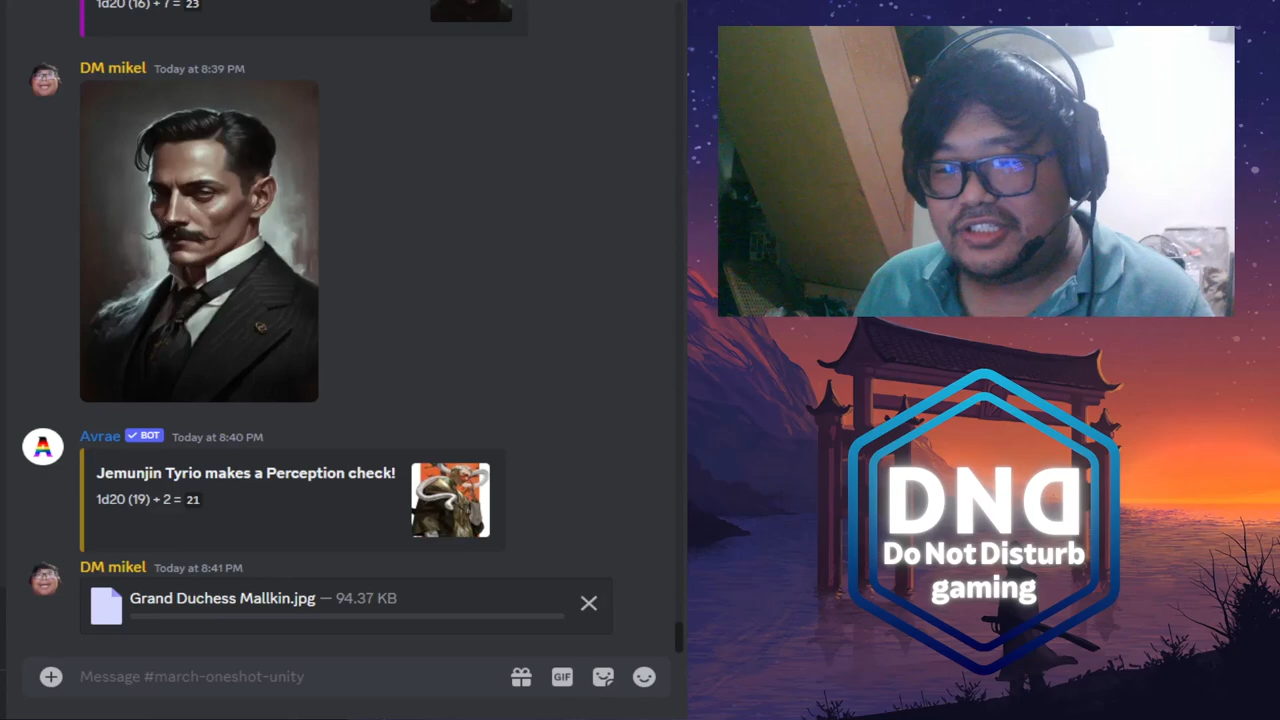 1d20 (16) + 7 = 23
DM mikel Today at 8:39 PM
A
Avrae BOT Today at 8:40 PM
Jemunjin Tyrio makes a Perception check!
1d20 (19) + 2 = 21
DM mikel Today at 8:41 PM
Grand Duchess Mallkin.jpg — 94.37 KB
Message #march-oneshot-unity
GIF
DND
Do Not Disturb
gaming